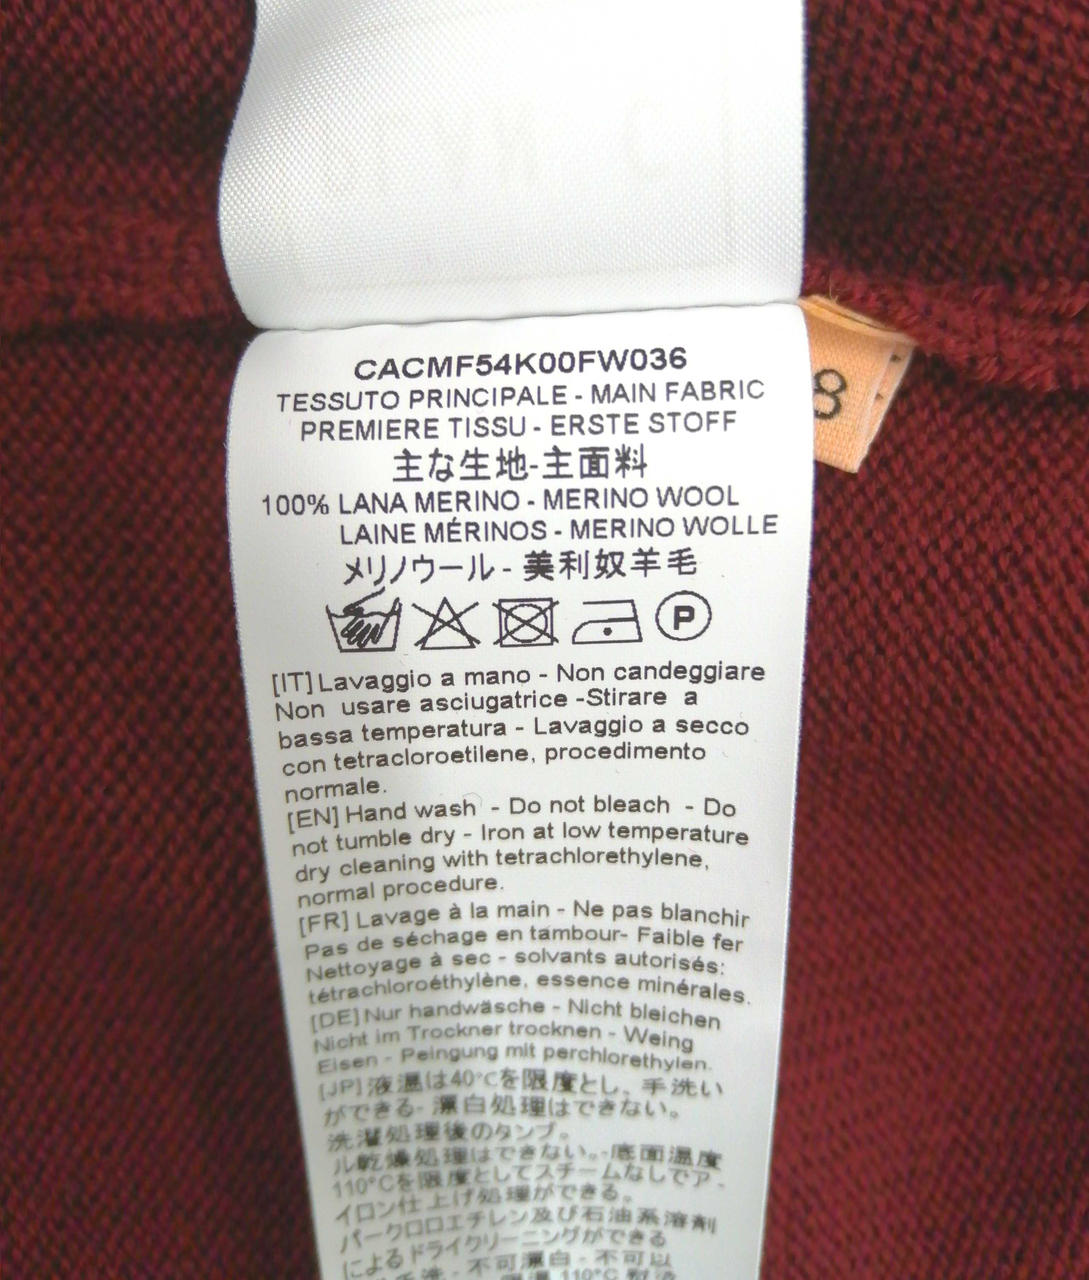 CACMF54K00FW036
TESSUTO PRINCIPALE - MAIN FABRIC
PREMIERE TISSU - ERSTE STOFF
主な生地-主面料
100% LANA MERINO - MERINO WOOL
LAINE MÉRINOS - MERINO WOLLE
メリノウール - 美利奴羊毛
P
[IT] Lavaggio a mano - Non candeggiare
Non usare asciugatrice -Stirare a
bassa temperatura - Lavaggio a secco
con tetracloroetilene, procedimento
normale.
[EN] Hand wash - Do not bleach - Do
not tumble dry - Iron at low temperature
dry cleaning with tetrachlorethylene,
normal procedure.
[FR] Lavage à la main - Ne pas blanchir
Pas de séchage en tambour- Faible fer
Nettoyage à sec - solvants autorisés:
tétrachloroéthylène, essence minérales.
[DE] Nur handwäsche - Nicht bleichen
Nicht im Trockner trocknen - Weing
Eisen - Peingung mit perchlorethylen.
[JP] 液温は40℃を限度とし、手洗い
ができる- 漂白処理はできない。
洗濯処理後のタンブ。
ル乾燥処理はできない。-底面温度
110℃を限度としてスチームなしでア -
イロン仕上げ処理ができる。
パークロロエチレン及び石油系溶剤
によるドライクリーニングができる
手洗 - 不可漂白 - 不可以
110℃
8